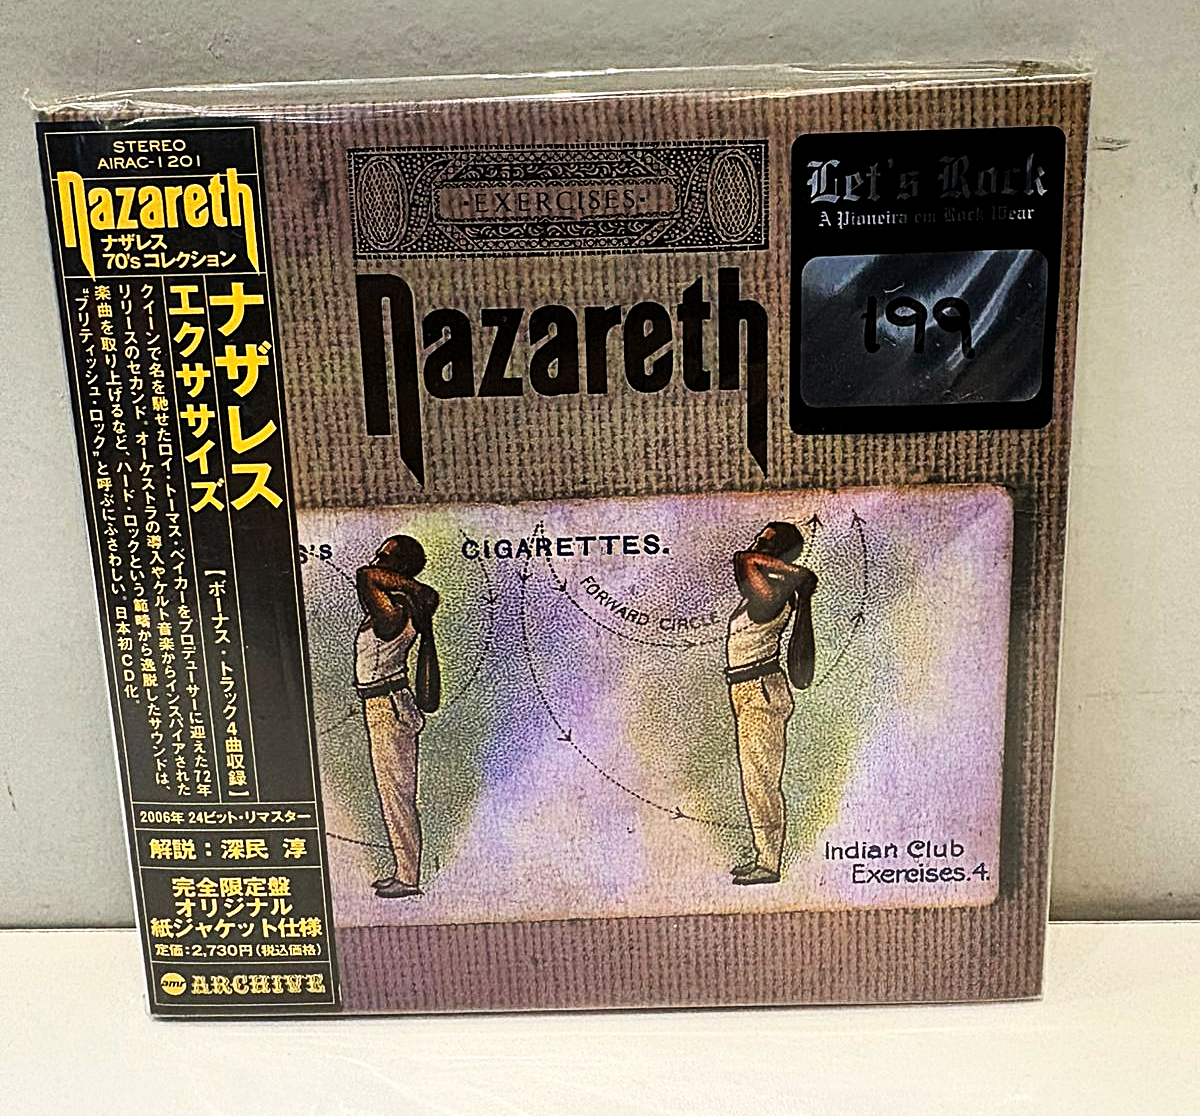 STEREO
AIRAC-1201
nazareth
ナザレス
70'sコレクション
ナザレス
エクササイズ
[ボーナス・トラック4曲収録]
クイーンで名を馳せたロイ・トーマス・ベイカーをプロデューサーに迎えた72年
リリースのセカンド。オーケストラの導入やケルト音楽からインスパイアされた
楽曲を取り上げるなど、ハード・ロックという範疇から逸脱したサウンドは、
“ブリティッシュ・ロック”と呼ぶにふさわしい。日本初CD化。
2006年 24ビット・リマスター
解説：深民 淳
完全限定盤
オリジナル
紙ジャケット仕様
定価：2,730円（税込価格）
amr ARCHIVE
·EXERCISES·
nazareth
Let's Rock
A Pioneira em Rock Wear
199
S'S CIGARETTES.
FORWARD CIRCLE
Indian Club
Exercises.4.